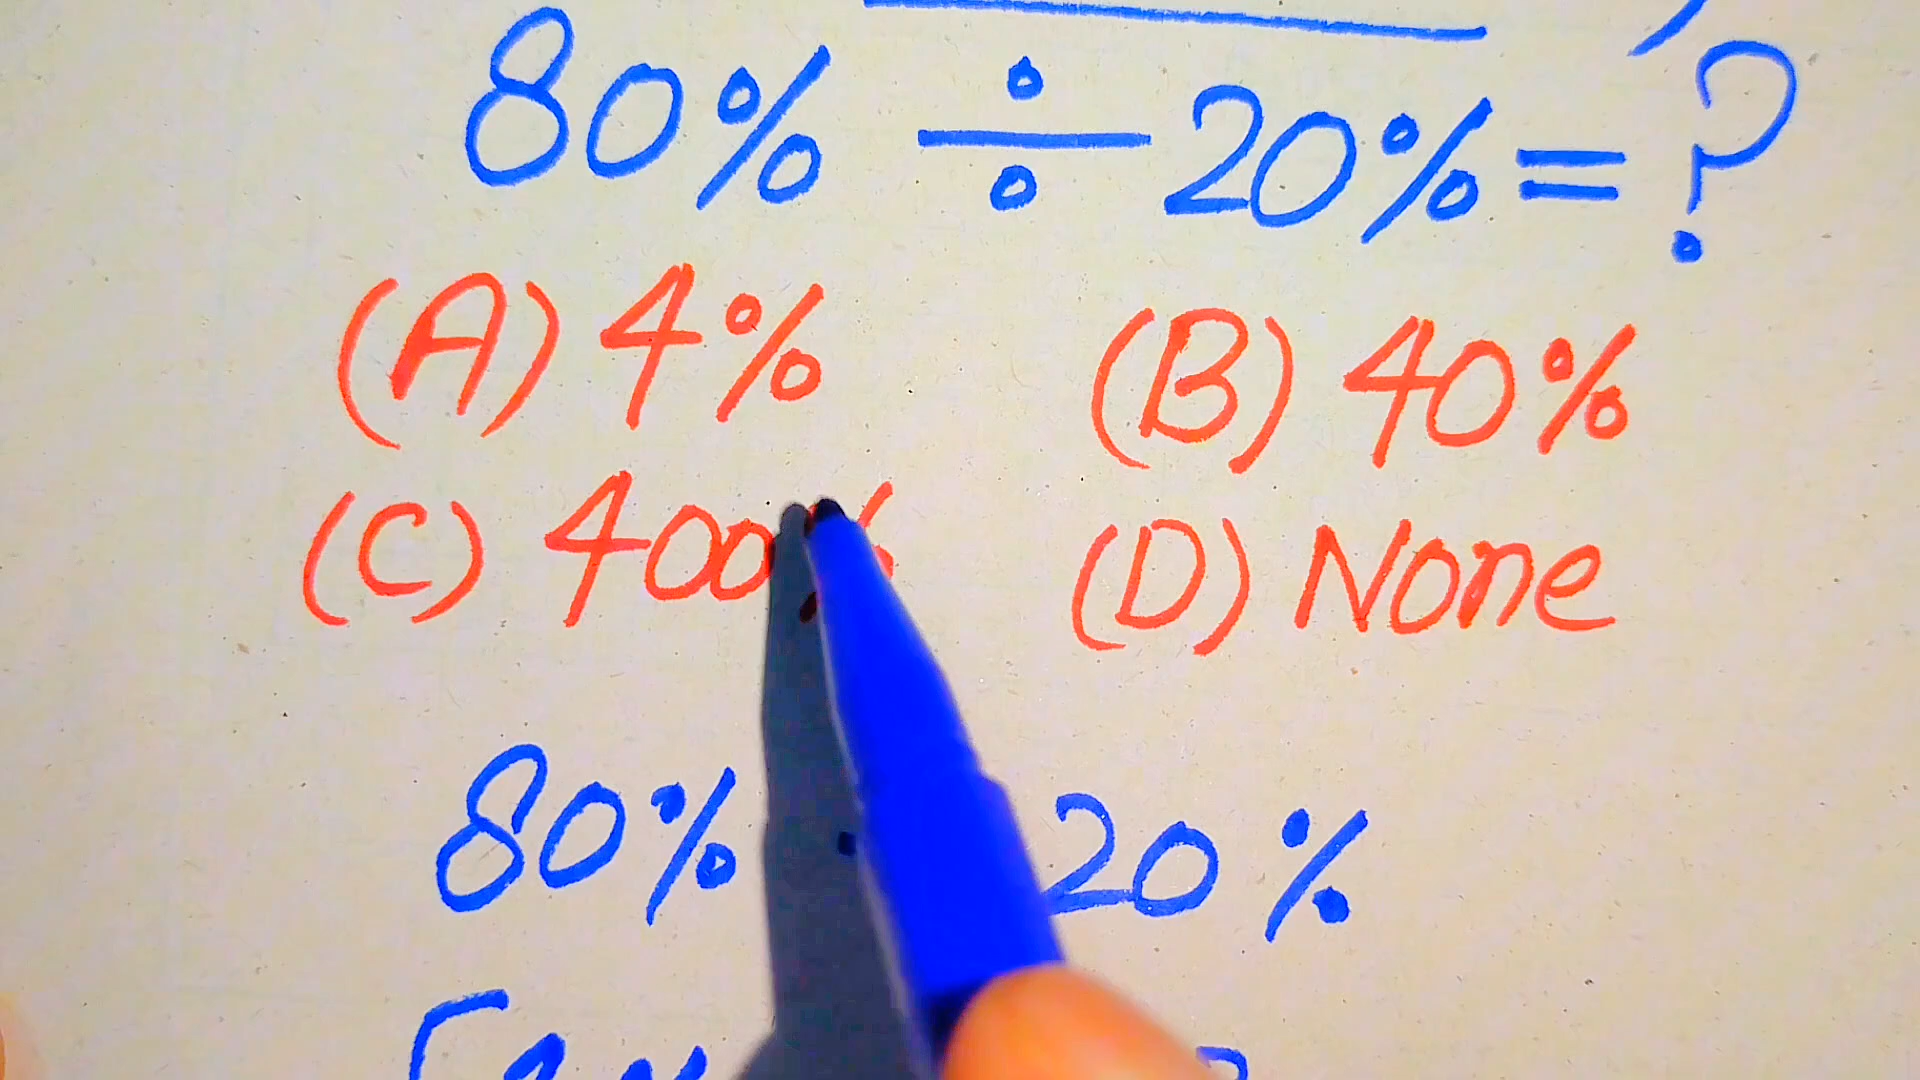 80% ÷ 20% = ?
(A) 4% (B) 40%
(C) 400% (D) None
80% 20%